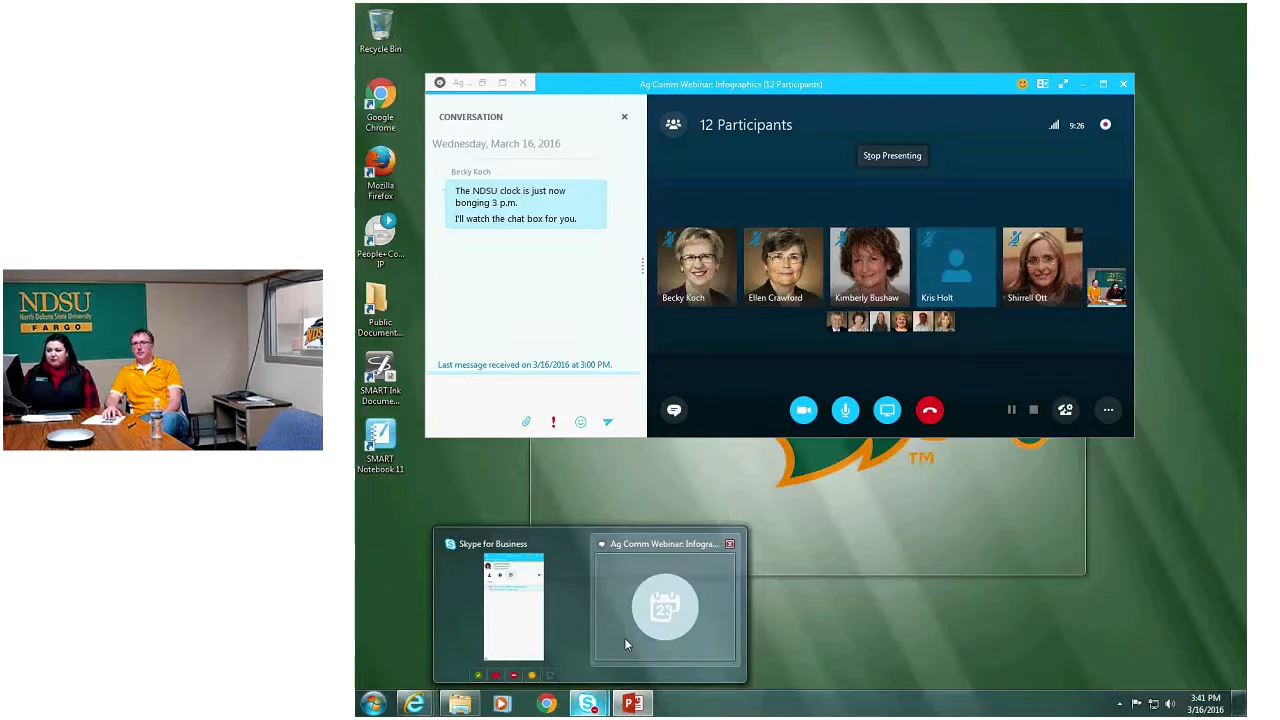 NDSU
North Dakota State University
FARGO
Recycle Bin
Google
Chrome
Mozilla
Firefox
People+Co...
IP
Public
Document...
SMART Ink
Docume...
SMART
Notebook 11
Ag ...
Ag Comm Webinar: Infographics (12 Participants)
CONVERSATION
Wednesday, March 16, 2016
Becky Koch
The NDSU clock is just now
bonging 3 p.m.
I'll watch the chat box for you.
Last message received on 3/16/2016 at 3:00 PM.
12 Participants
9:26
Stop Presenting
Becky Koch
Ellen Crawford
Kimberly Bushaw
Kris Holt
Shirrell Ott
TM
Skype for Business
Ag Comm Webinar: Infogra...
23
3:41 PM
3/16/2016